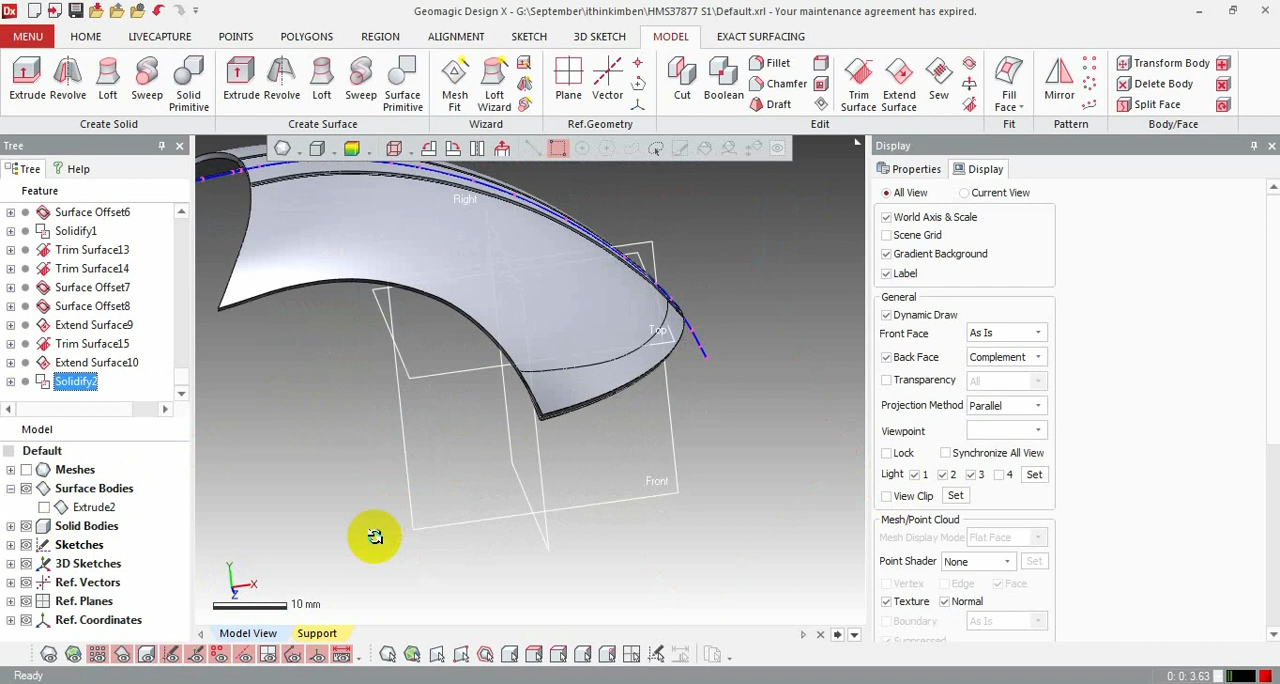 Dx
Geomagic Design X - G:\September\ithinkimben\HMS37877 S\Default.xrl - Your maintenance agreement has expired.
MENU HOME LIVECAPTURE POINTS POLYGONS REGION ALIGNMENT SKETCH 3D SKETCH MODEL EXACT SURFACING
Extrude Revolve Loft Sweep Solid Primitive
Create Solid
Extrude Revolve Loft Sweep Surface Primitive
Create Surface
Mesh Fit Loft Wizard
Wizard
Plane Vector
Ref.Geometry
Cut Boolean Fillet Chamfer Draft Trim Surface Extend Surface Sew
Edit
Fill Face
Fit
Mirror
Pattern
Transform Body
Delete Body
Split Face
Body/Face
Tree
Tree Help
Feature
Surface Offset6
Solidify1
Trim Surface13
Trim Surface14
Surface Offset7
Surface Offset8
Extend Surface9
Trim Surface15
Extend Surface10
Solidify2
Model
Default
Meshes
Surface Bodies
Extrude2
Solid Bodies
Sketches
3D Sketches
Ref. Vectors
Ref. Planes
Ref. Coordinates
Right
Top
Front
Y
X
Z
10 mm
Model View Support
Display
Properties Display
All View Current View
World Axis & Scale
Scene Grid
Gradient Background
Label
General
Dynamic Draw
Front Face As Is
Back Face Complement
Transparency All
Projection Method Parallel
Viewpoint
Lock Synchronize All View
Light 1 2 3 4 Set
View Clip Set
Mesh/Point Cloud
Mesh Display Mode Flat Face
Point Shader None Set
Vertex Edge Face
Texture Normal
Boundary As Is
Ready
0: 0: 3.63